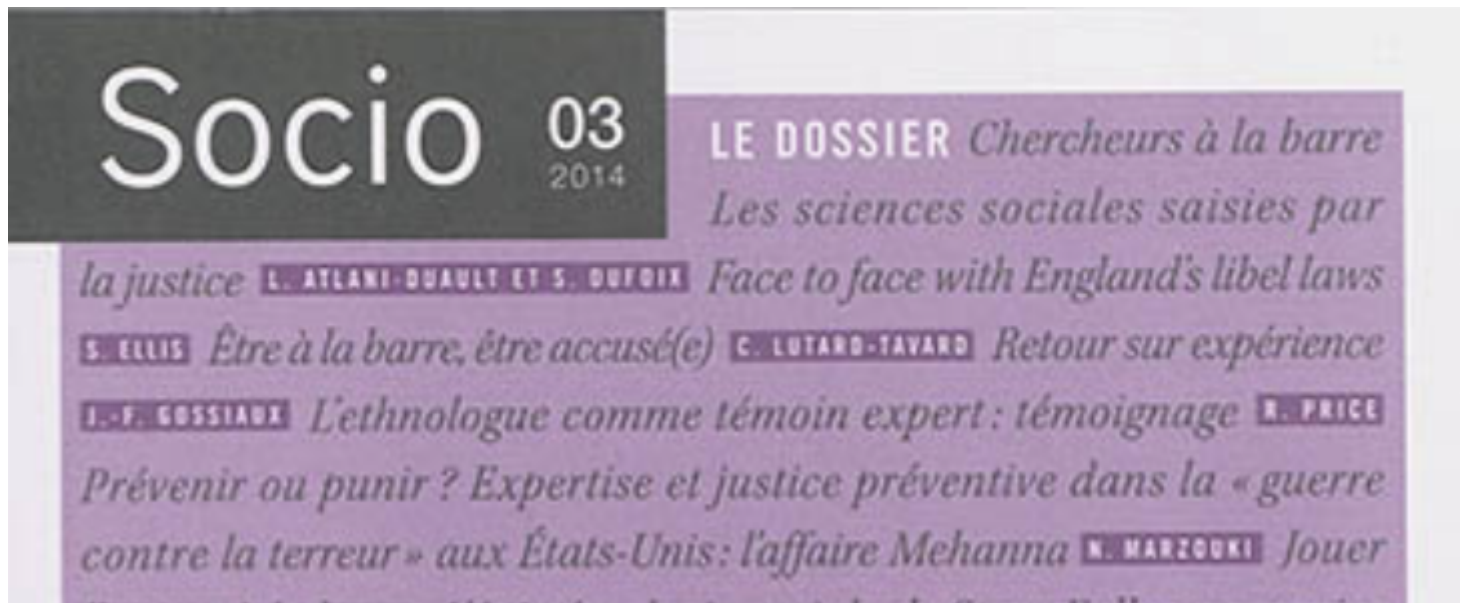 Socio 03
2014
LE DOSSIER Chercheurs à la barre
Les sciences sociales saisies par
la justice L. ATLANI-DUAULT ET S. DUFOIX Face to face with England's libel laws
S. ELLIS Être à la barre, être accusé(e) C. LUTARD-TAVARD Retour sur expérience
J.-F. GOSSIAUX L'ethnologue comme témoin expert : témoignage R. PRICE
Prévenir ou punir ? Expertise et justice préventive dans la « guerre
contre la terreur » aux États-Unis : l'affaire Mehanna N. MARZOUKI Jouer